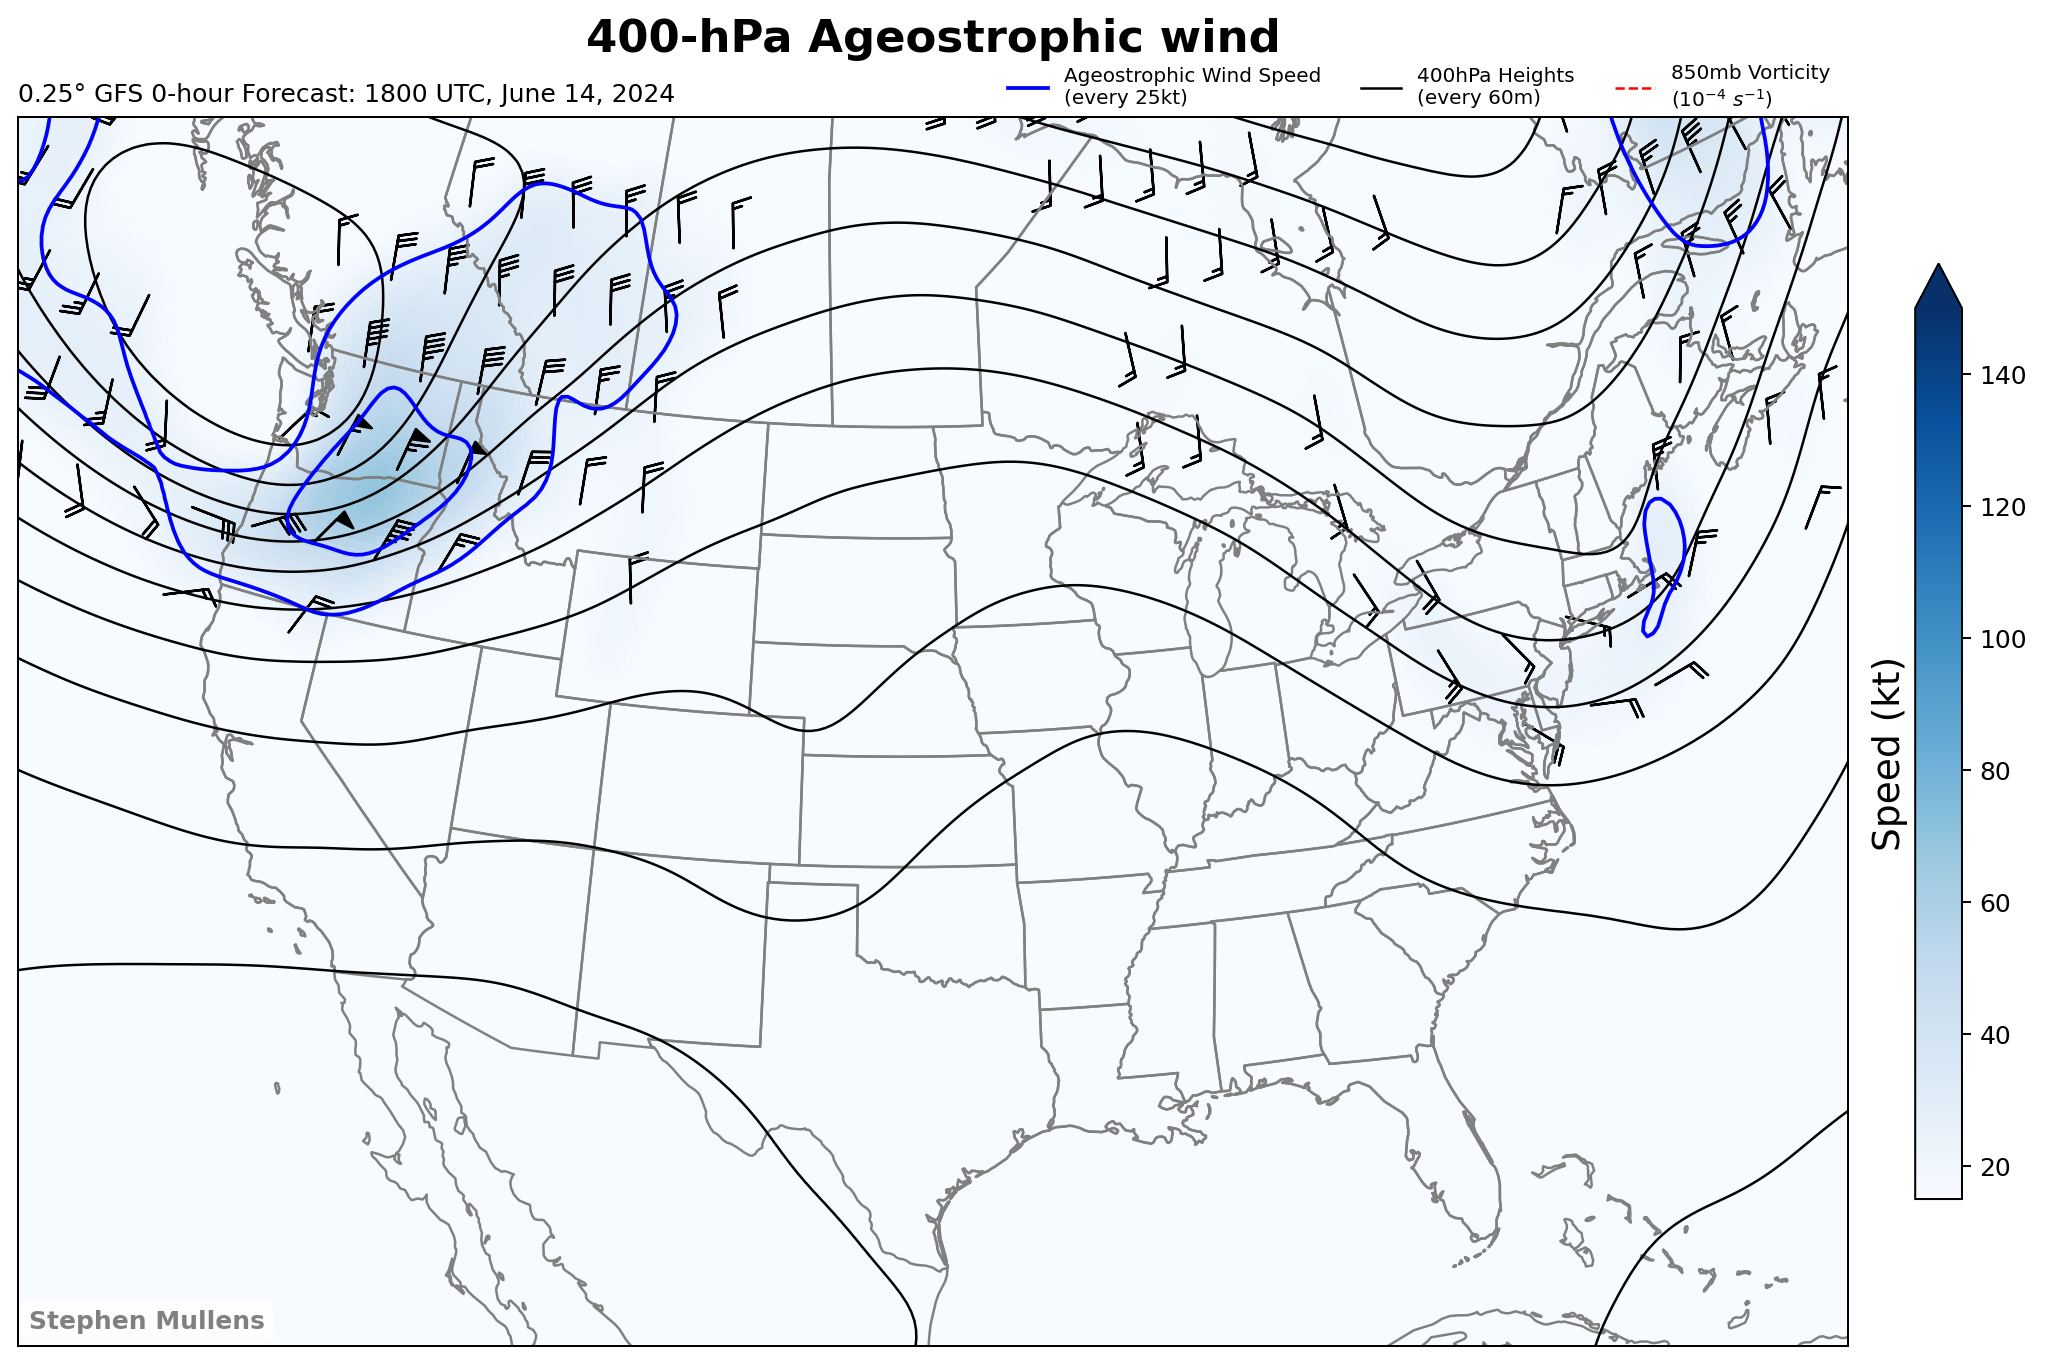 400-hPa Ageostrophic wind
0.25° GFS 0-hour Forecast: 1800 UTC, June 14, 2024
Ageostrophic Wind Speed
(every 25kt)
400hPa Heights
(every 60m)
850mb Vorticity
(10⁻⁴ s⁻¹)
140
120
100
80
60
40
20
Speed (kt)
Stephen Mullens